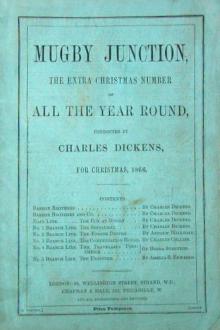 MUGBY JUNCTION,
THE EXTRA CHRISTMAS NUMBER
OF
ALL THE YEAR ROUND,
CONDUCTED BY
CHARLES DICKENS,
FOR CHRISTMAS, 1866.
CONTENTS
BARBOX BROTHERS BY CHARLES DICKENS.
BARBOX BROTHERS AND CO. BY CHARLES DICKENS.
MAIN LINE. THE BOY AT MUGBY BY CHARLES DICKENS.
No. 1 BRANCH LINE. THE SIGNALMAN BY CHARLES DICKENS.
No. 2 BRANCH LINE. THE ENGINE DRIVER BY ANDREW HALLIDAY.
No. 3 BRANCH LINE. THE COMPENSATION HOUSE BY CHARLES COLLINS.
No. 4 BRANCH LINE. THE TRAVELLING POST-
OFFICE BY HESBA STRETTON.
No. 5 BRANCH LINE. THE ENGINEER BY AMELIA B. EDWARDS.
LONDON: 26, WELLINGTON STREET, STRAND, W.C.;
CHAPMAN & HALL, 193, PICCADILLY, W.
AND ALL BOOKSELLERS AND NEWSMEN.
Price Fourpence.